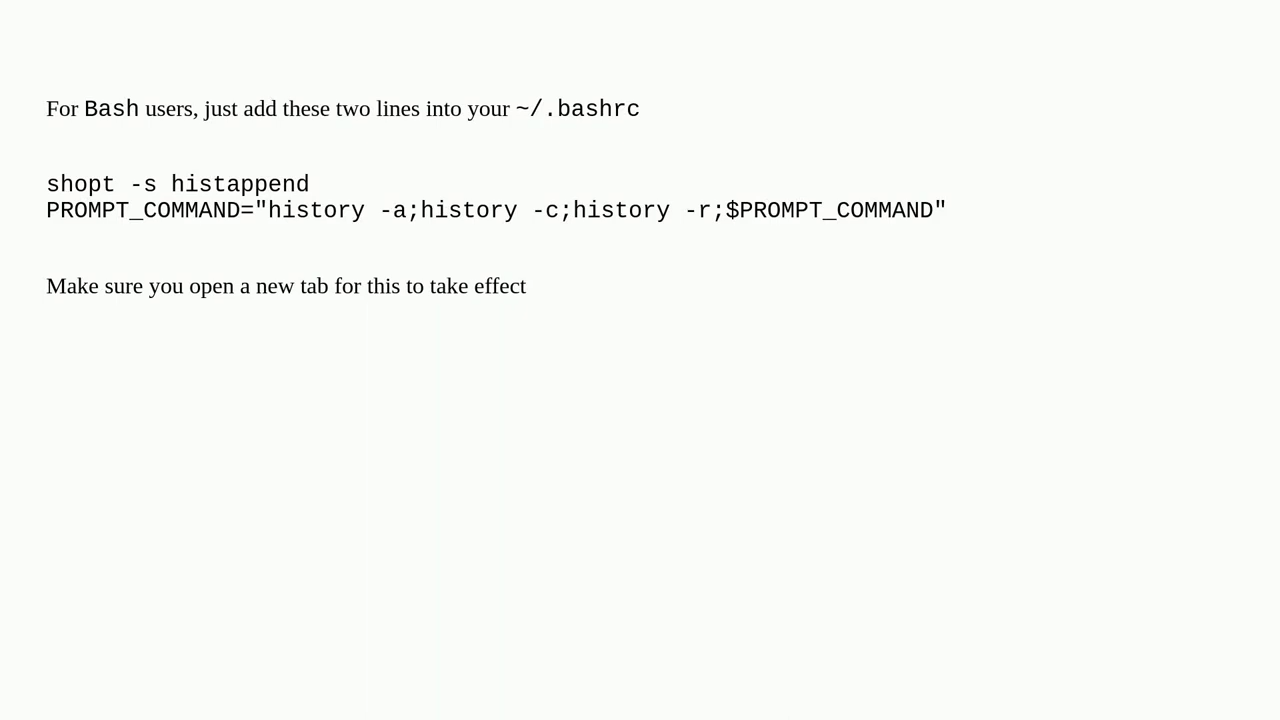 For Bash users, just add these two lines into your ~/.bashrc
shopt -s histappend
PROMPT_COMMAND="history -a;history -c;history -r;$PROMPT_COMMAND"
Make sure you open a new tab for this to take effect